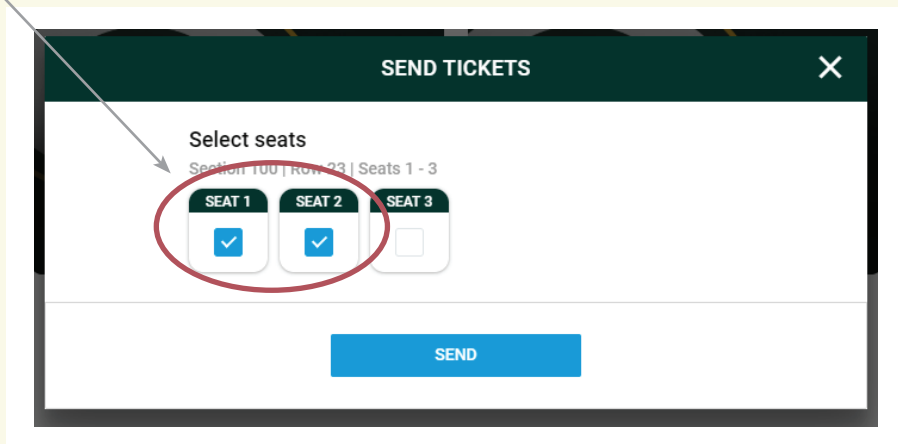 SEND TICKETS
Select seats
Section 100 | Row 23 | Seats 1 - 3
SEAT 1 SEAT 2 SEAT 3
SEND